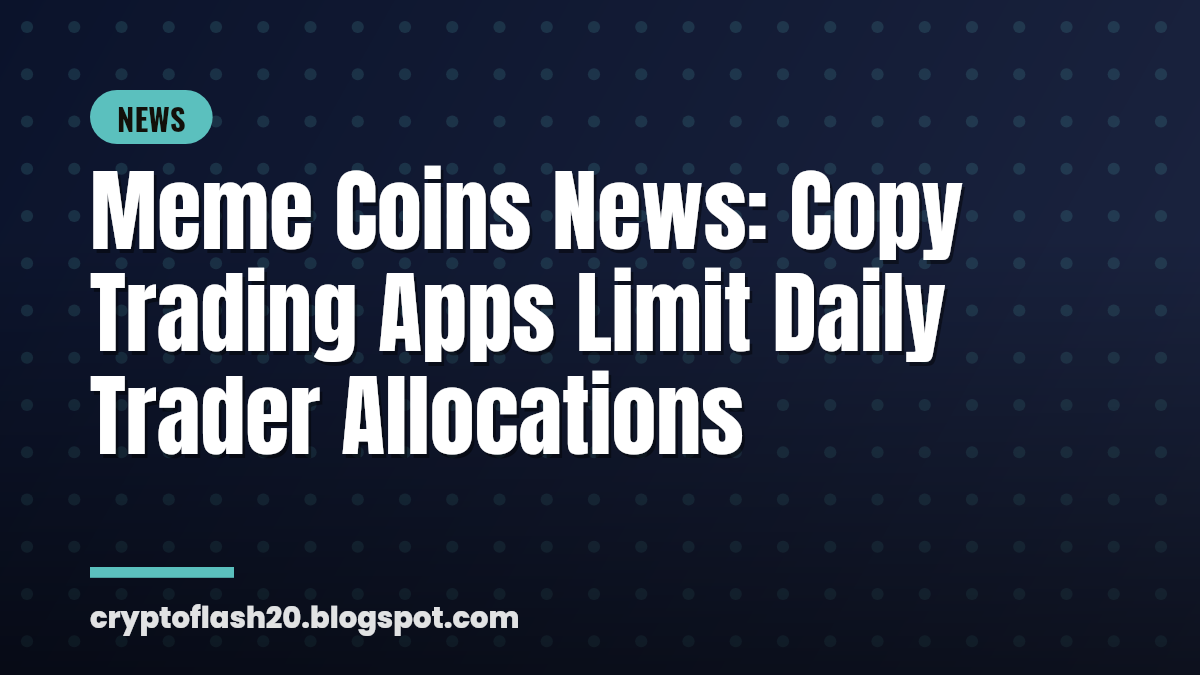 NEWS
Meme Coins News: Copy
Trading Apps Limit Daily
Trader Allocations
cryptoflash20.blogspot.com